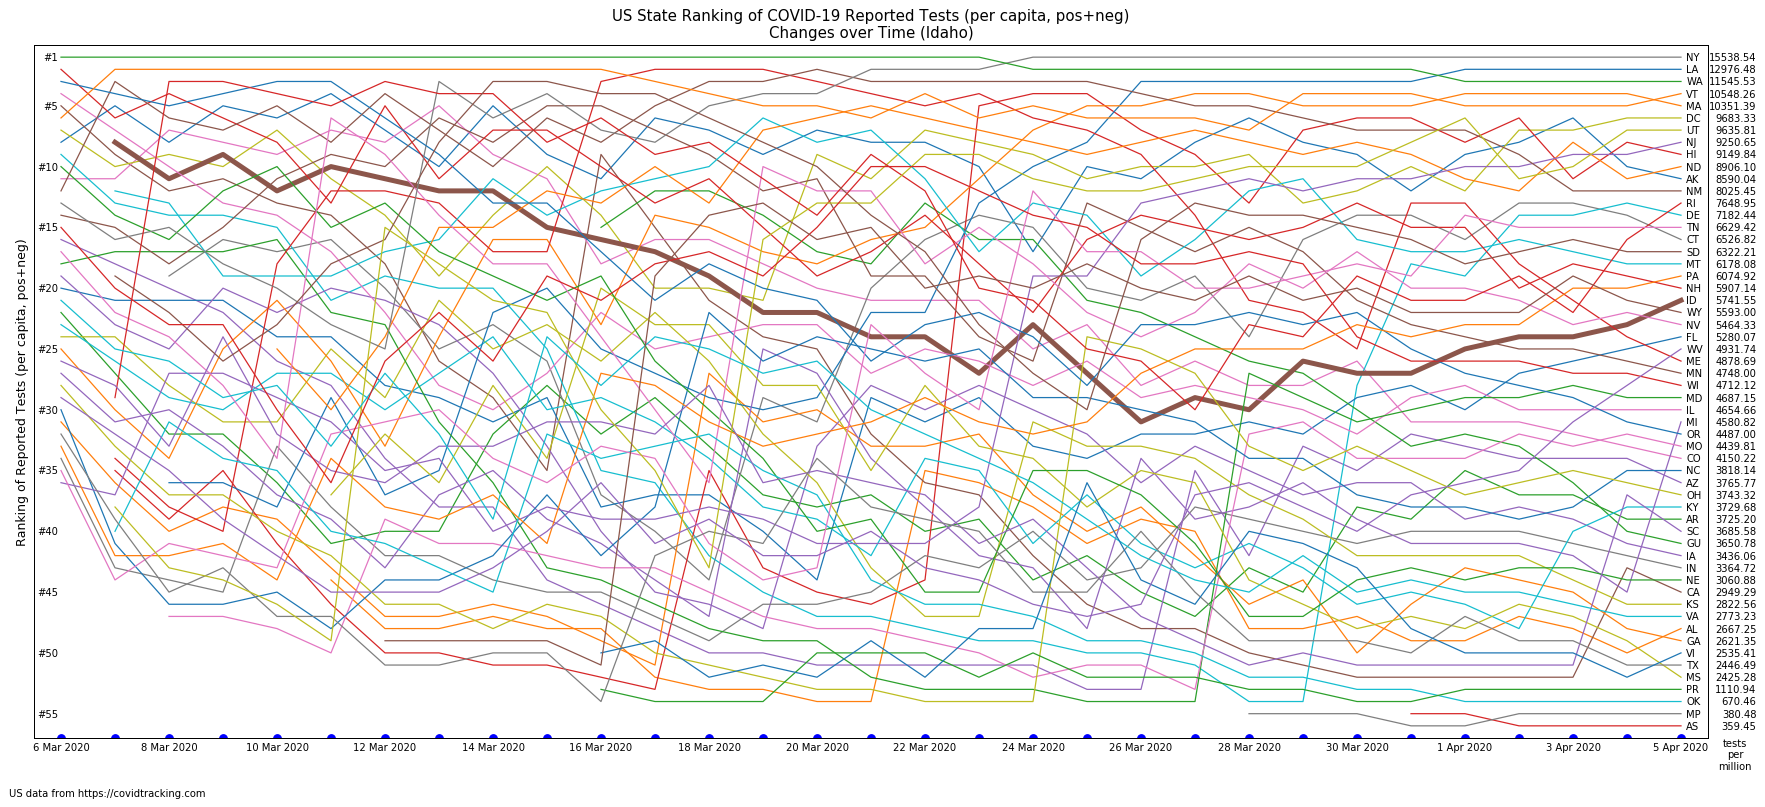 US State Ranking of COVID-19 Reported Tests (per capita, pos+neg)
Changes over Time (Idaho)
Ranking of Reported Tests (per capita, pos+neg)
#1
#5
#10
#15
#20
#25
#30
#35
#40
#45
#50
#55
NY 15538.54
LA 12976.48
WA 11545.53
VT 10548.26
MA 10351.39
DC 9683.33
UT 9635.81
NJ 9250.65
HI 9149.84
ND 8906.10
AK 8590.04
NM 8025.45
RI 7648.95
DE 7182.44
TN 6629.42
CT 6526.82
SD 6322.21
MT 6178.08
PA 6074.92
NH 5907.14
ID 5741.55
WY 5593.00
NV 5464.33
FL 5280.07
WV 4931.74
ME 4878.69
MN 4748.00
WI 4712.12
MD 4687.15
IL 4654.66
MI 4580.82
OR 4487.00
MO 4439.81
CO 4150.22
NC 3818.14
AZ 3765.77
OH 3743.32
KY 3729.68
AR 3725.20
SC 3685.58
GU 3650.78
IA 3436.06
IN 3364.72
NE 3060.88
CA 2949.29
KS 2822.56
VA 2773.23
AL 2667.25
GA 2621.35
VI 2535.41
TX 2446.49
MS 2425.28
PR 1110.94
OK 670.46
MP 380.48
AS 359.45
6 Mar 2020 8 Mar 2020 10 Mar 2020 12 Mar 2020 14 Mar 2020 16 Mar 2020 18 Mar 2020 20 Mar 2020 22 Mar 2020 24 Mar 2020 26 Mar 2020 28 Mar 2020 30 Mar 2020 1 Apr 2020 3 Apr 2020 5 Apr 2020
tests
per
million
US data from https://covidtracking.com